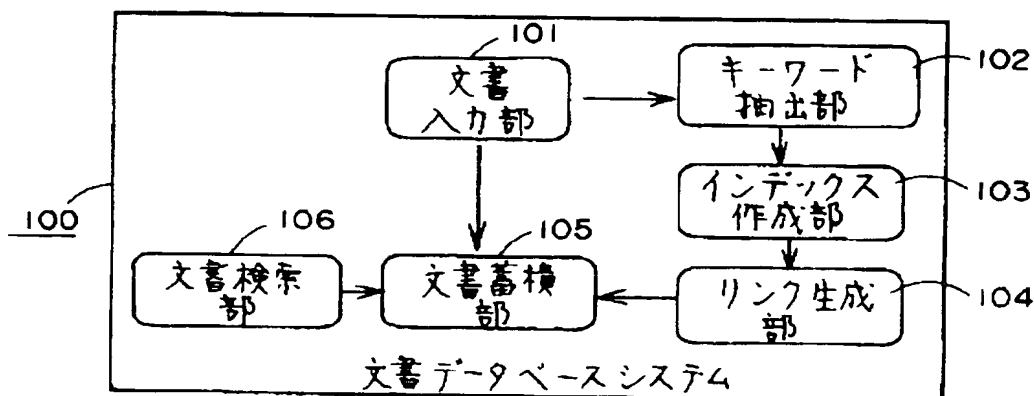 101
文書
入力部
102
キーワード
抽出部
100
103
インデックス
作成部
106
文書検索
部
105
文書蓄積
部
104
リンク生成
部
文書データベースシステム